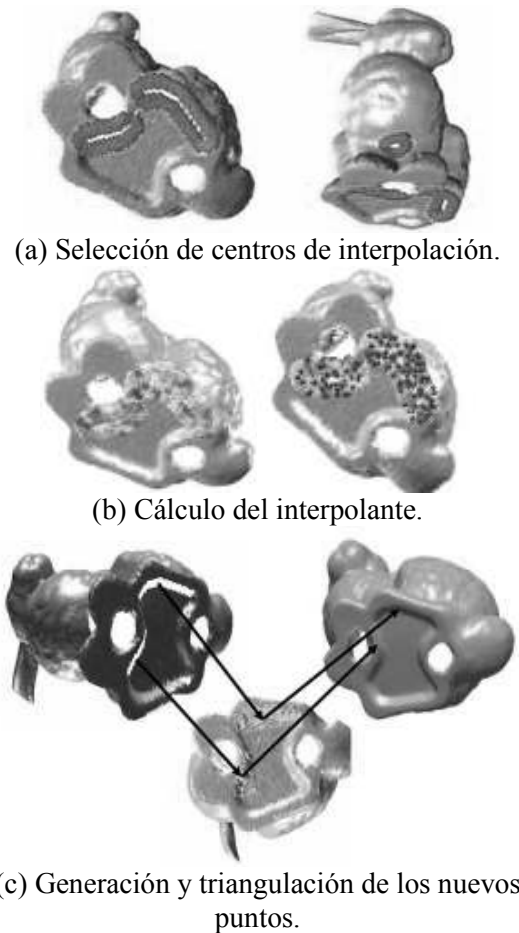 (a) Selección de centros de interpolación.
(b) Cálculo del interpolante.
(c) Generación y triangulación de los nuevos
puntos.